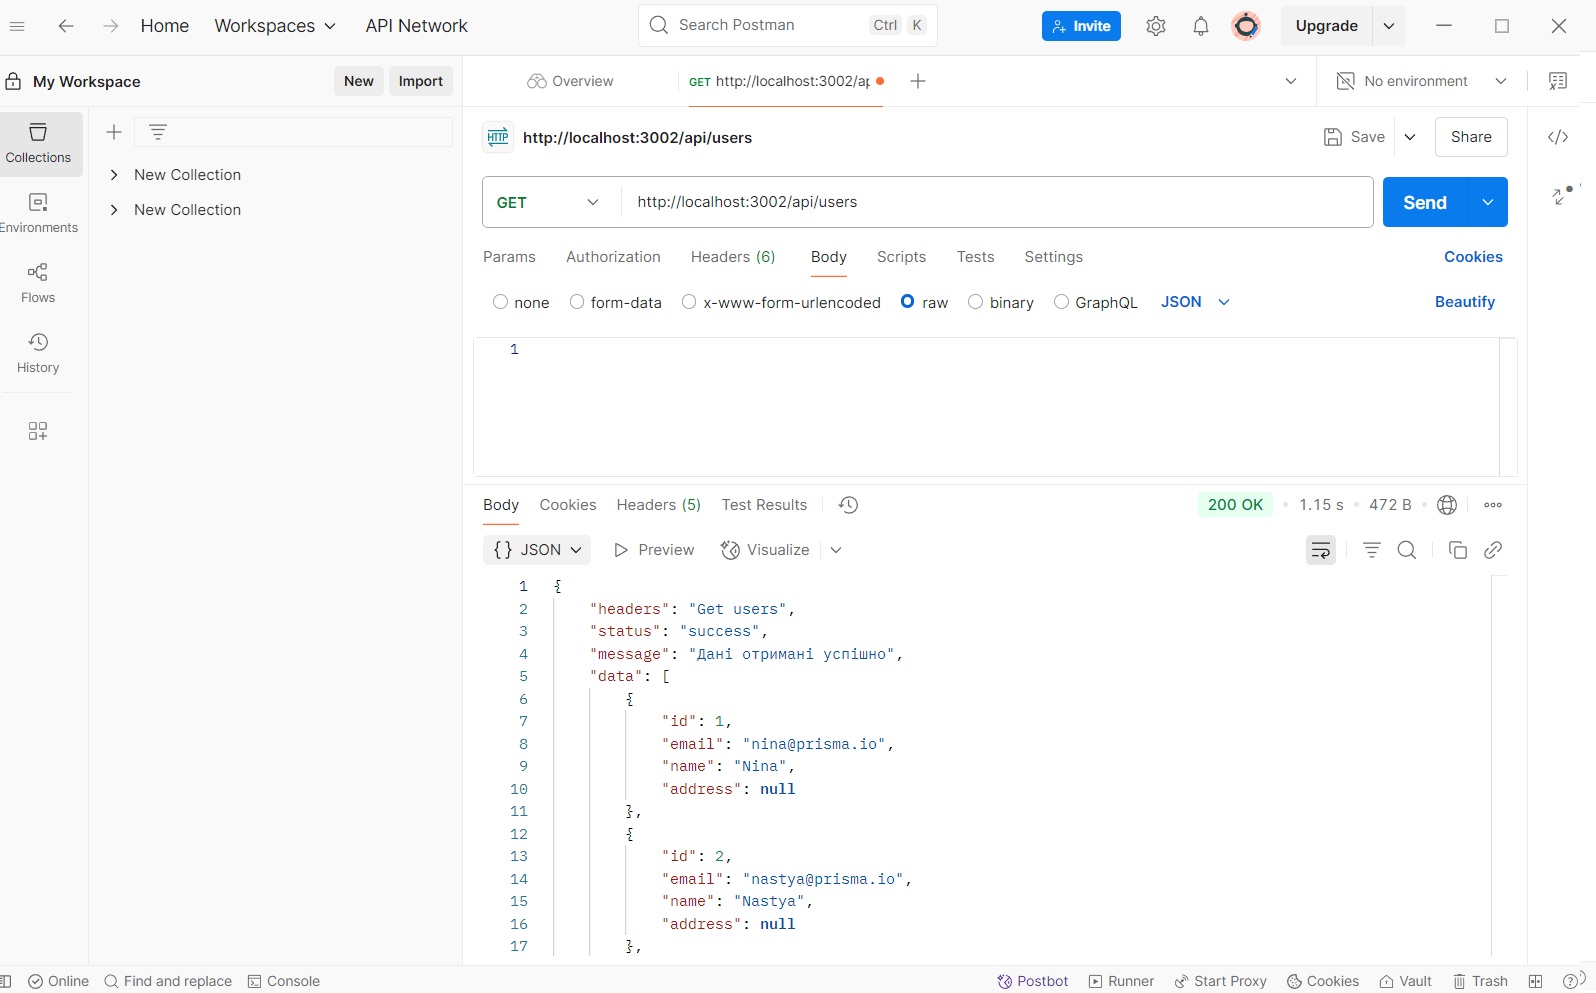 Home Workspaces API Network Search Postman Ctrl K Invite Upgrade
My Workspace New Import Overview GET http://localhost:3002/ap No environment
Collections
Environments
Flows
History
New Collection
New Collection
HTTP http://localhost:3002/api/users Save Share
GET http://localhost:3002/api/users Send
Params Authorization Headers (6) Body Scripts Tests Settings Cookies
none form-data x-www-form-urlencoded raw binary GraphQL JSON Beautify
1
Body Cookies Headers (5) Test Results 200 OK • 1.15 s • 472 B •
{} JSON Preview Visualize
1 {
2 "headers": "Get users",
3 "status": "success",
4 "message": "Дані отримані успішно",
5 "data": [
6 {
7 "id": 1,
8 "email": "nina@prisma.io",
9 "name": "Nina",
10 "address": null
11 },
12 {
13 "id": 2,
14 "email": "nastya@prisma.io",
15 "name": "Nastya",
16 "address": null
17 },
Online Find and replace Console Postbot Runner Start Proxy Cookies Vault Trash